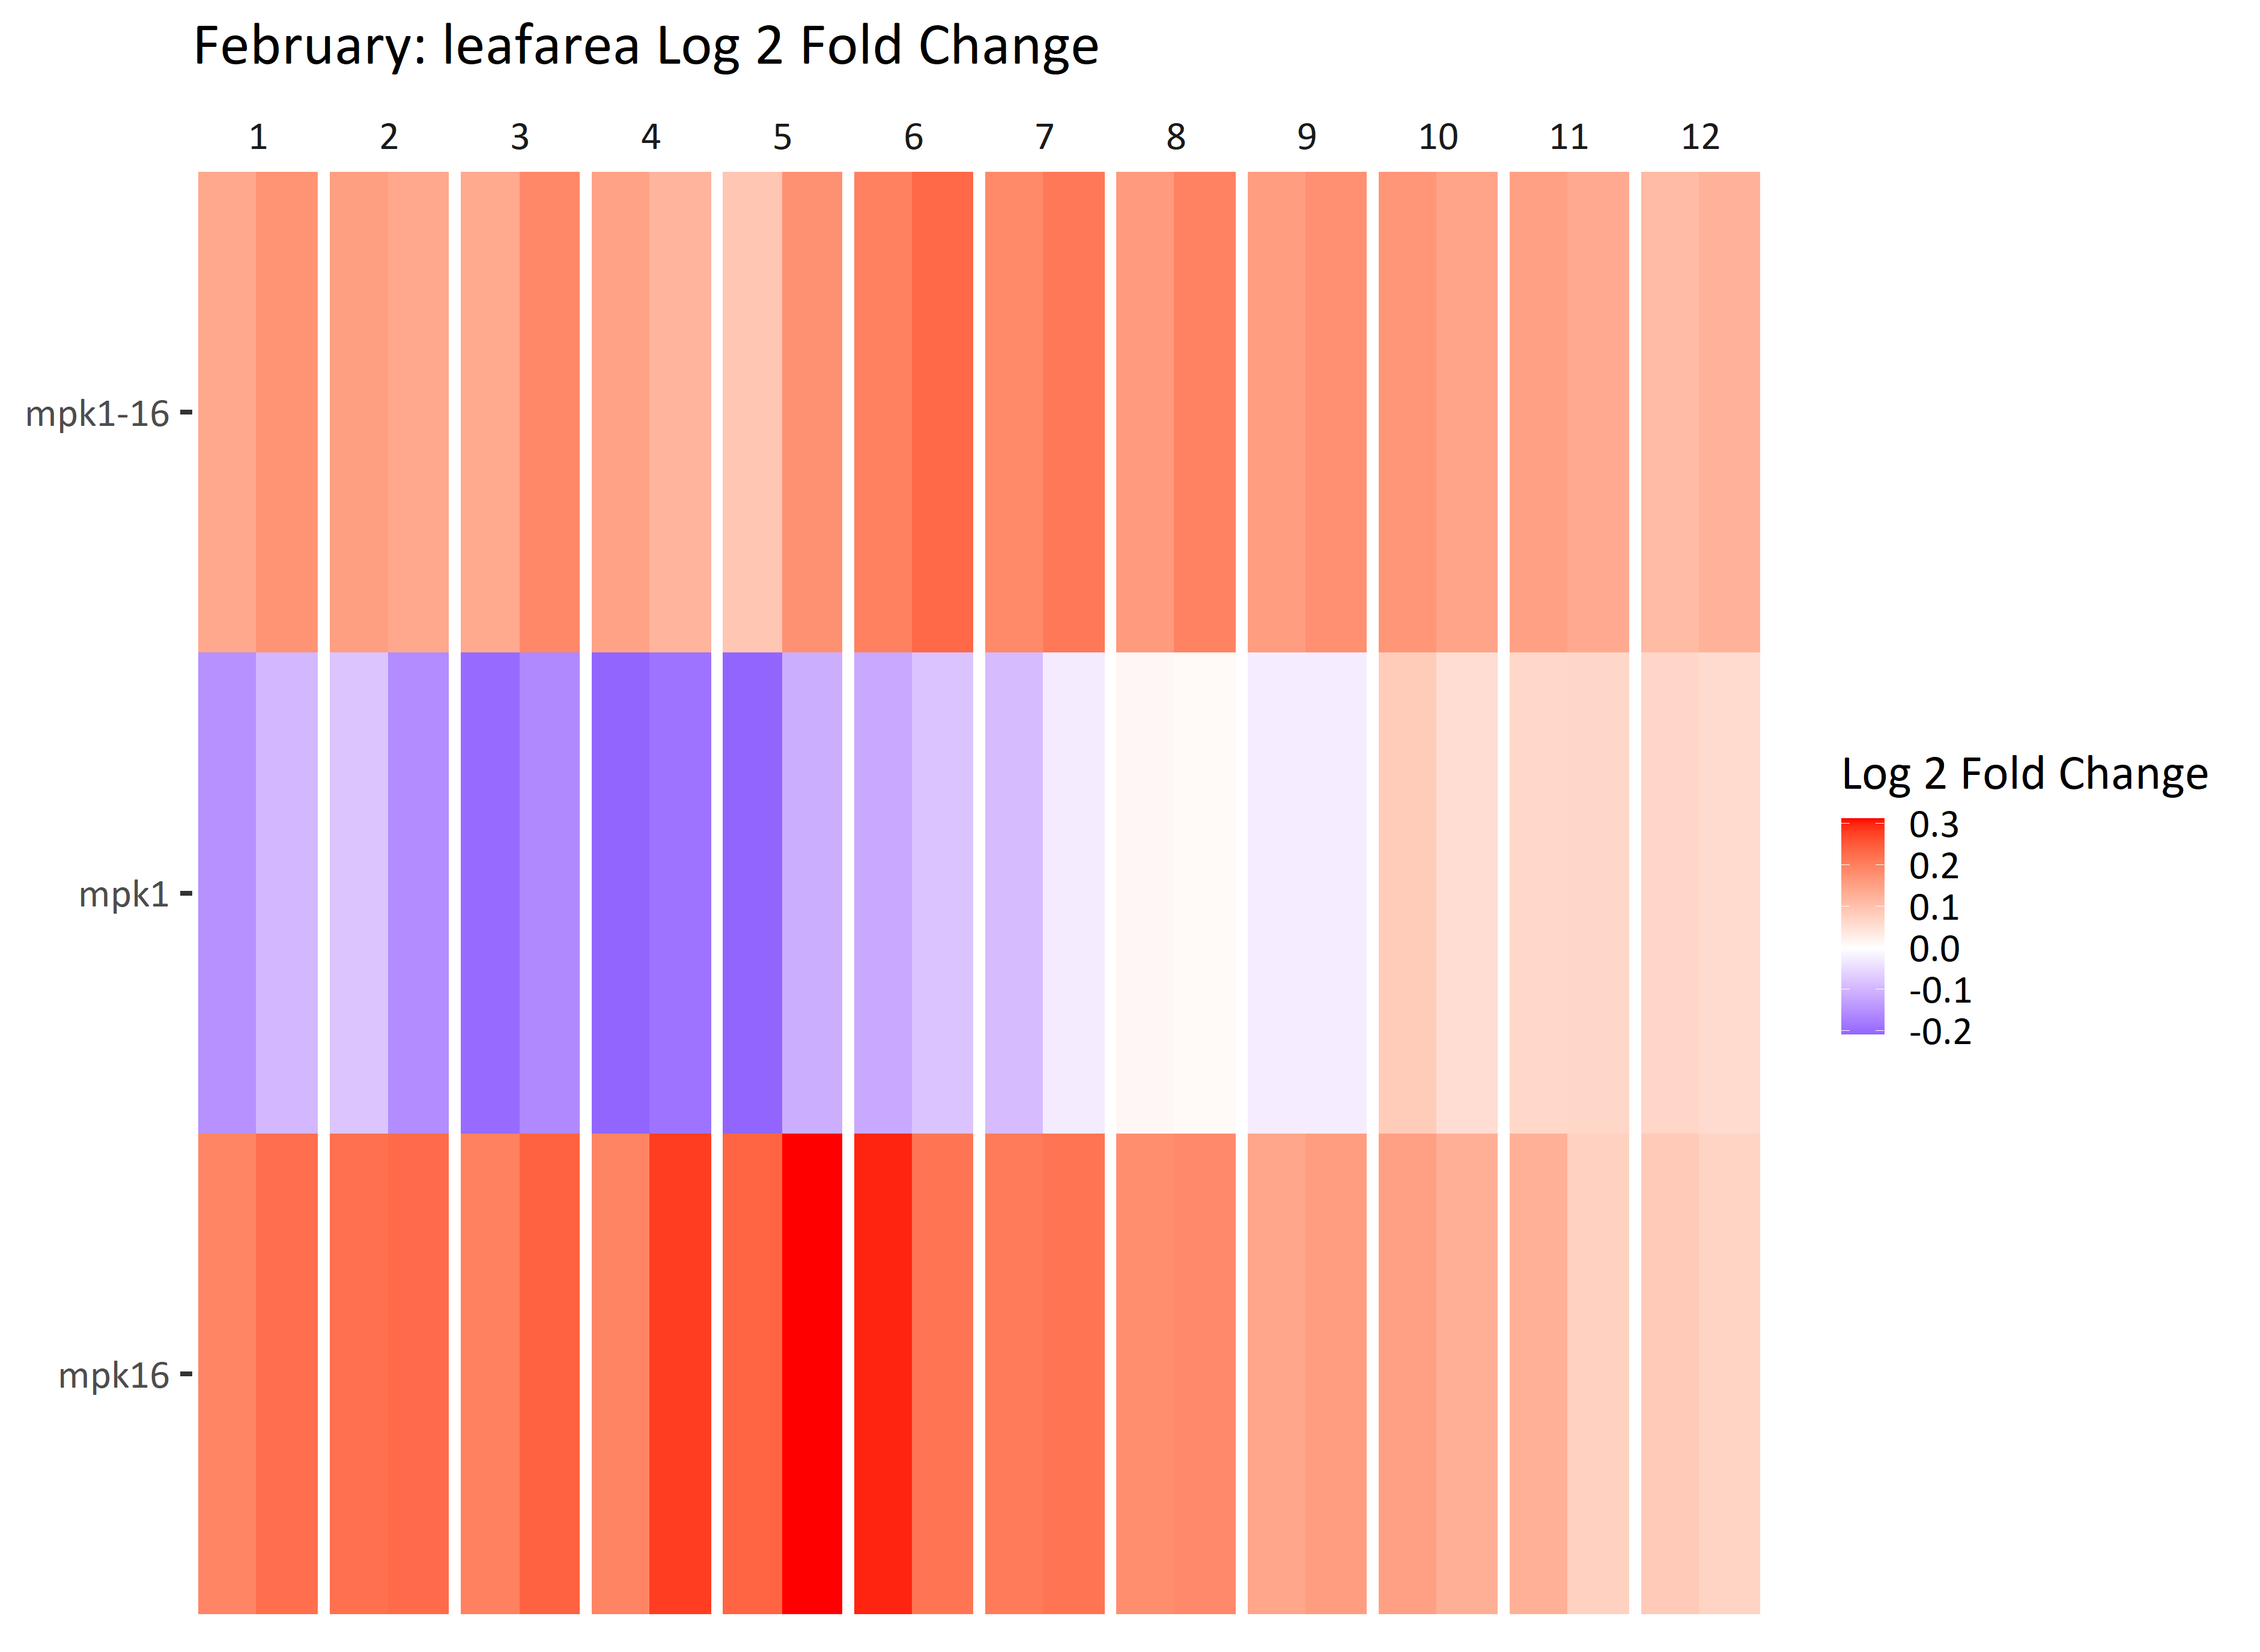 February: leafarea Log 2 Fold Change
1 2 3 4 5 6 7 8 9 10 11 12
mpk1-16
mpk1
mpk16
Log 2 Fold Change
0.3
0.2
0.1
0.0
-0.1
-0.2